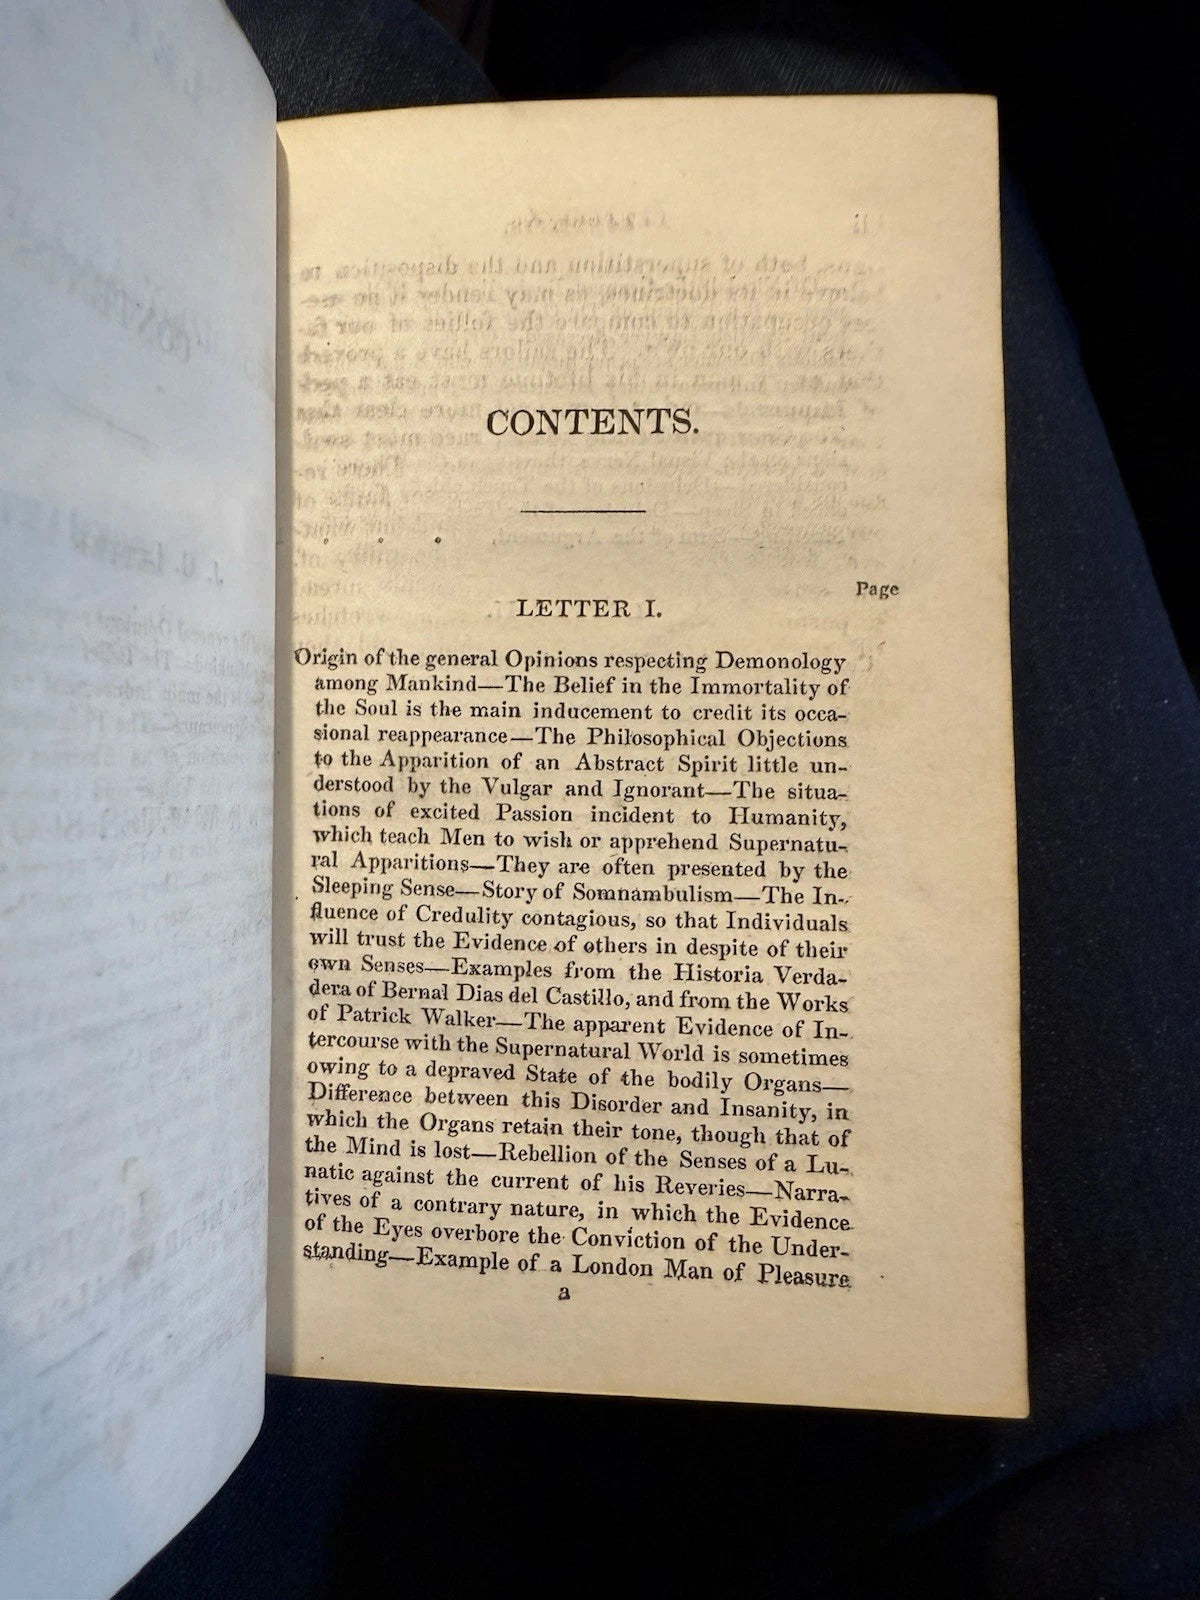 CONTENTS.
Page
LETTER I.
Origin of the general Opinions respecting Demonology
among Mankind—The Belief in the Immortality of
the Soul is the main inducement to credit its occa-
sional reappearance—The Philosophical Objections
to the Apparition of an Abstract Spirit little un-
derstood by the Vulgar and Ignorant—The situa-
tions of excited Passion incident to Humanity,
which teach Men to wish or apprehend Supernatu-
ral Apparitions—They are often presented by the
Sleeping Sense—Story of Somnambulism—The In-
fluence of Credulity contagious, so that Individuals
will trust the Evidence of others in despite of their
own Senses—Examples from the Historia Verda-
dera of Bernal Dias del Castillo, and from the Works
of Patrick Walker—The apparent Evidence of In-
tercourse with the Supernatural World is sometimes
owing to a depraved State of the bodily Organs—
Difference between this Disorder and Insanity, in
which the Organs retain their tone, though that of
the Mind is lost—Rebellion of the Senses of a Lu-
natic against the current of his Reveries—Narra-
tives of a contrary nature, in which the Evidence
of the Eyes overbore the Conviction of the Under-
standing—Example of a London Man of Pleasure
a